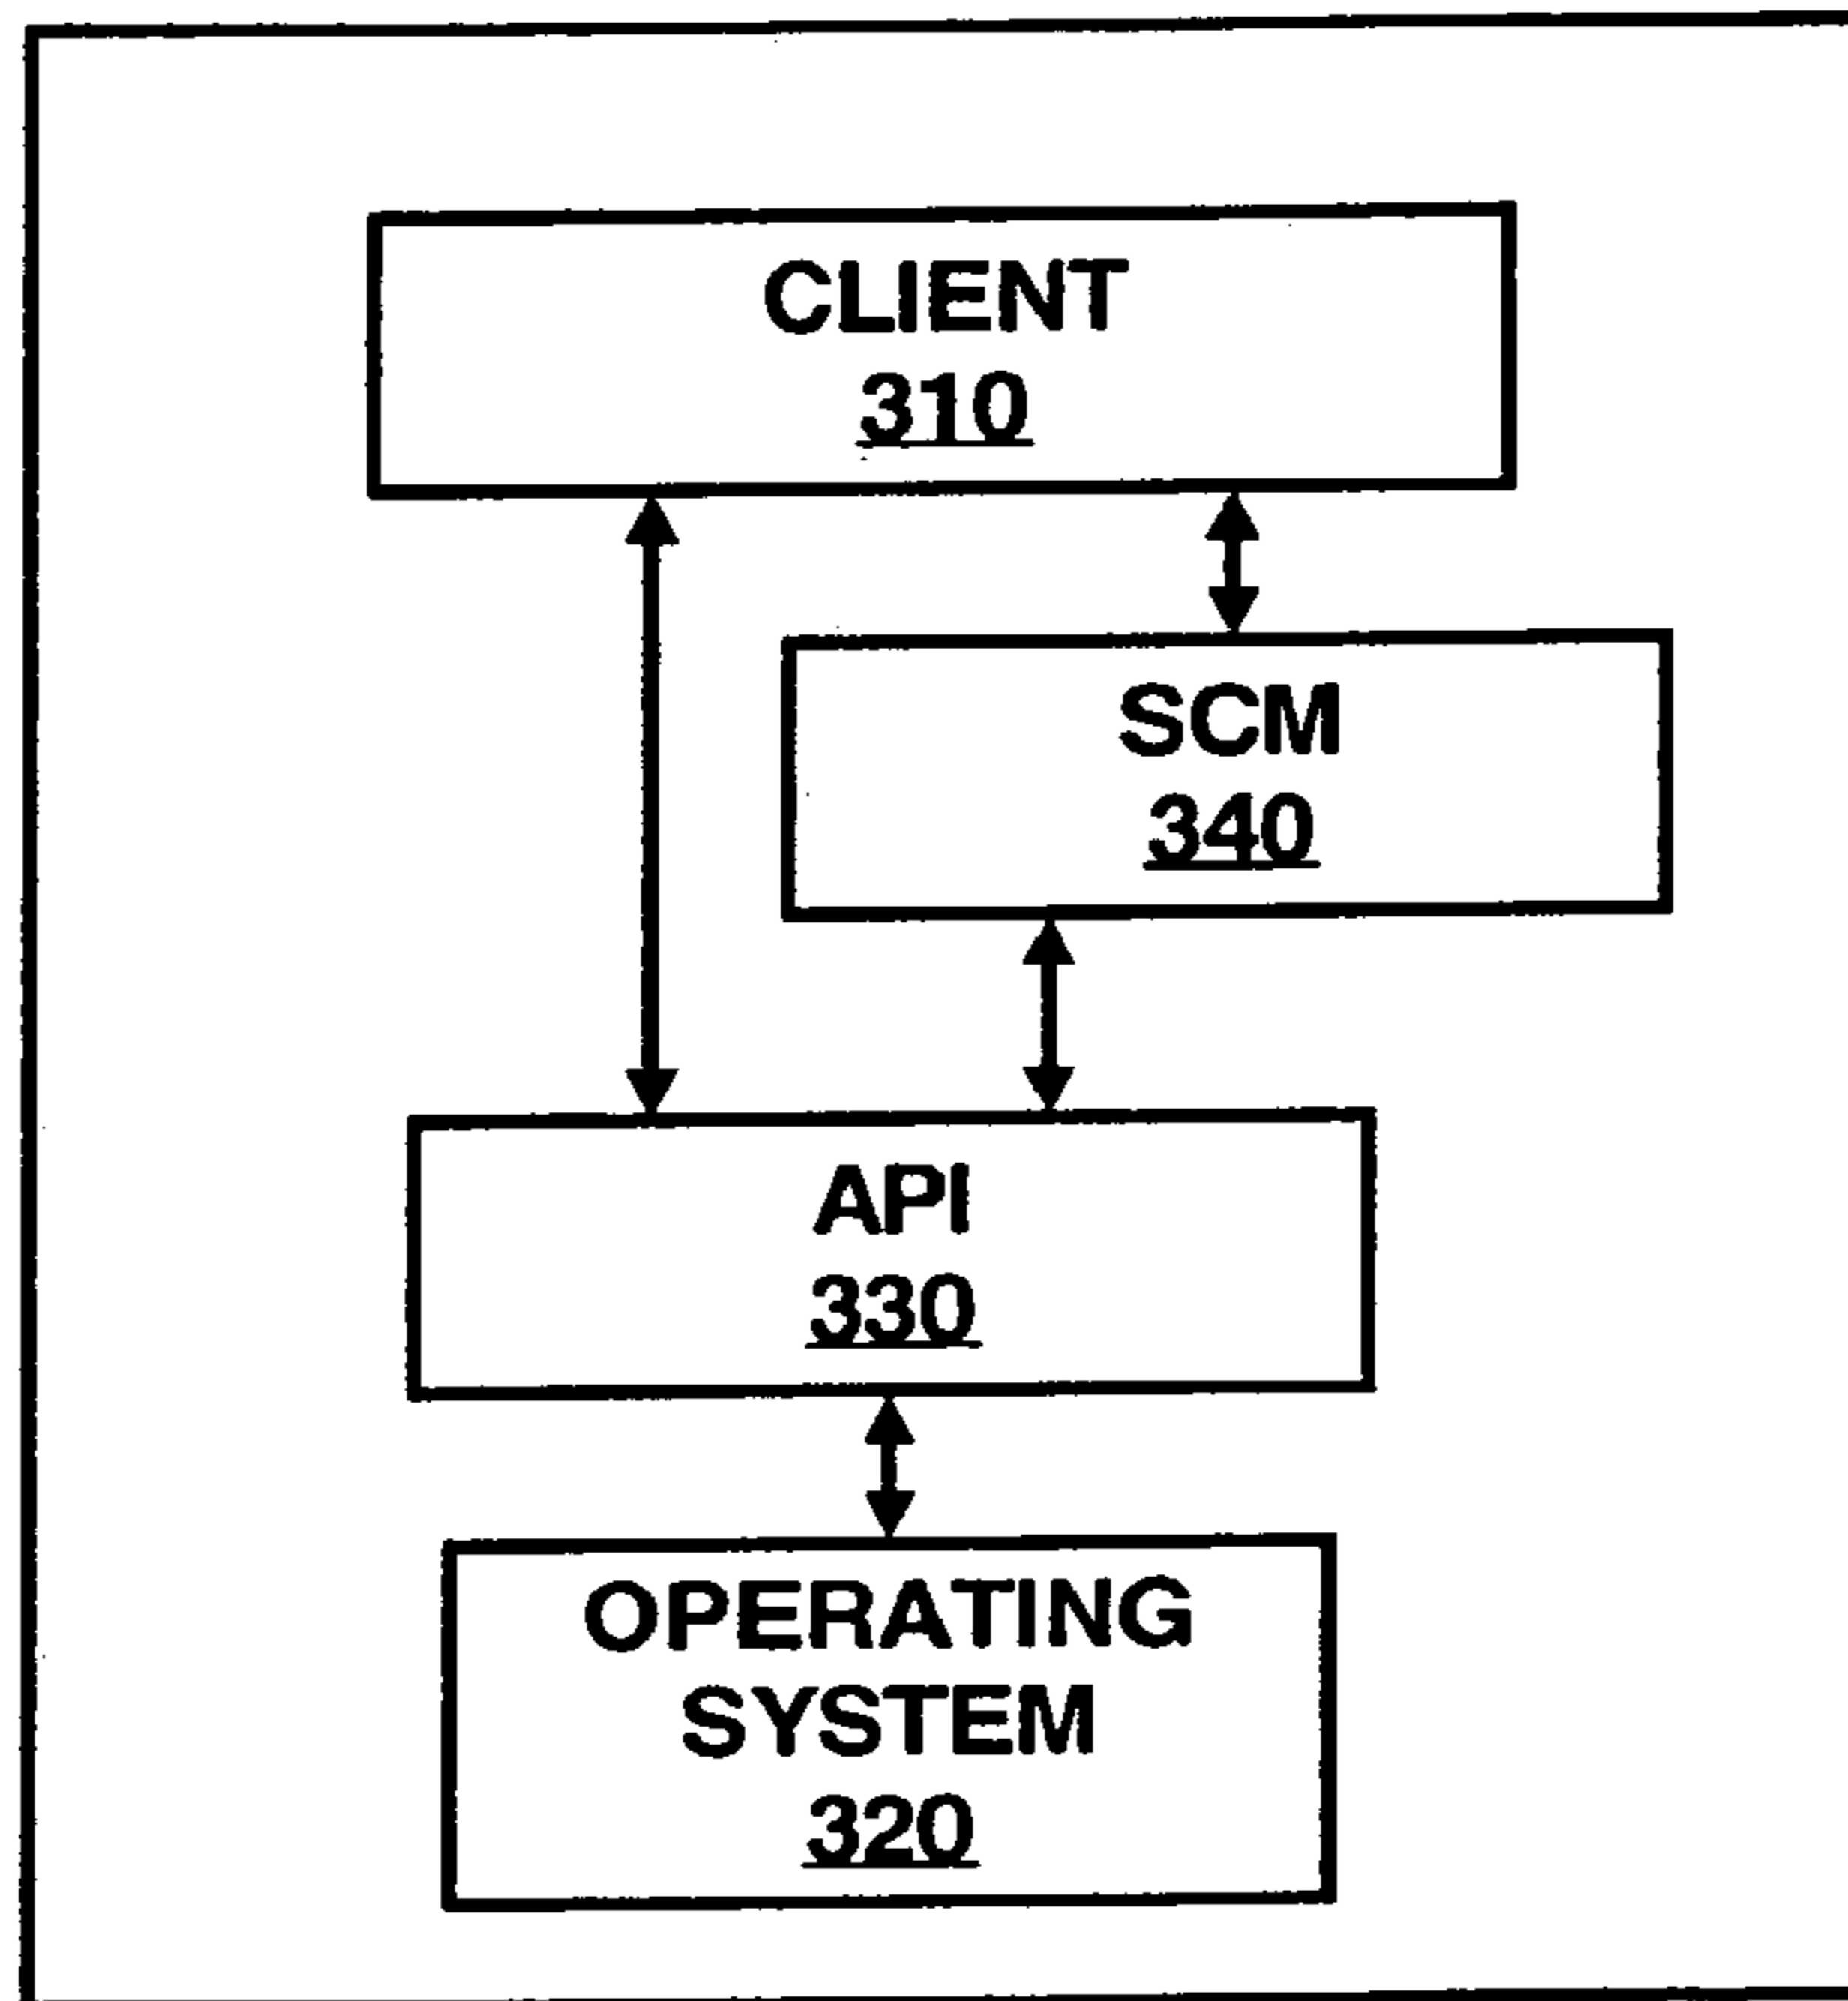 CLIENT
310
SCM
340
API
330
OPERATING
SYSTEM
320